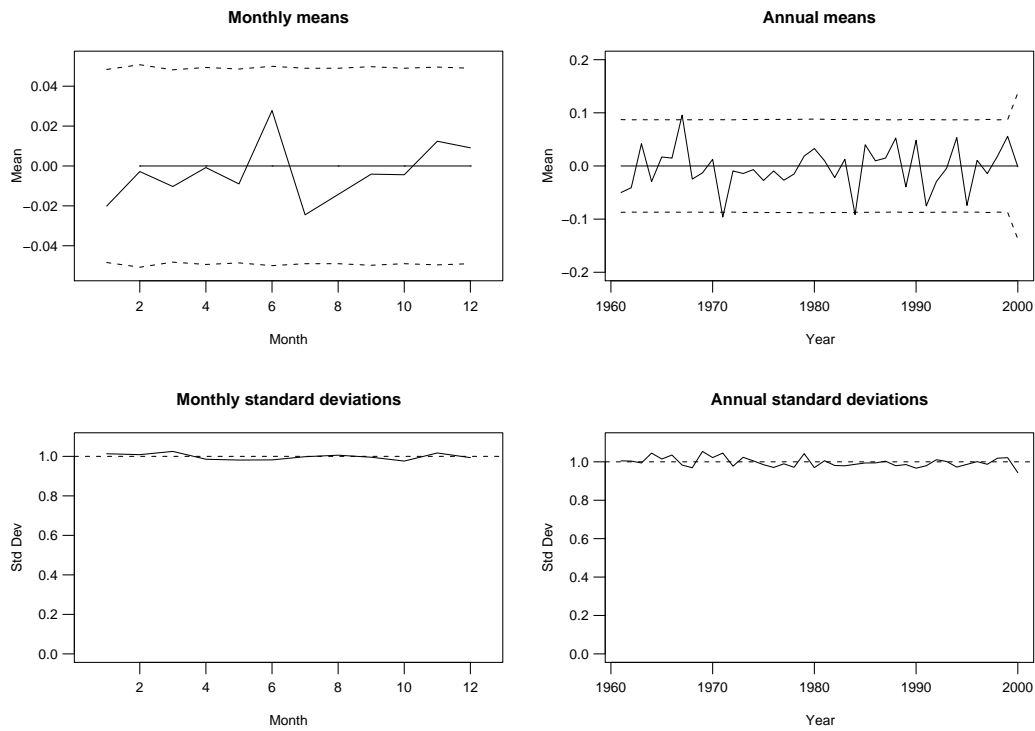 Monthly means
Mean
0.04
0.02
0.00
−0.02
−0.04
2 4 6 8 10 12
Month
Annual means
Mean
0.2
0.1
0.0
−0.1
−0.2
1960 1970 1980 1990 2000
Year
Monthly standard deviations
Std Dev
1.0
0.8
0.6
0.4
0.2
0.0
2 4 6 8 10 12
Month
Annual standard deviations
Std Dev
1.0
0.8
0.6
0.4
0.2
0.0
1960 1970 1980 1990 2000
Year